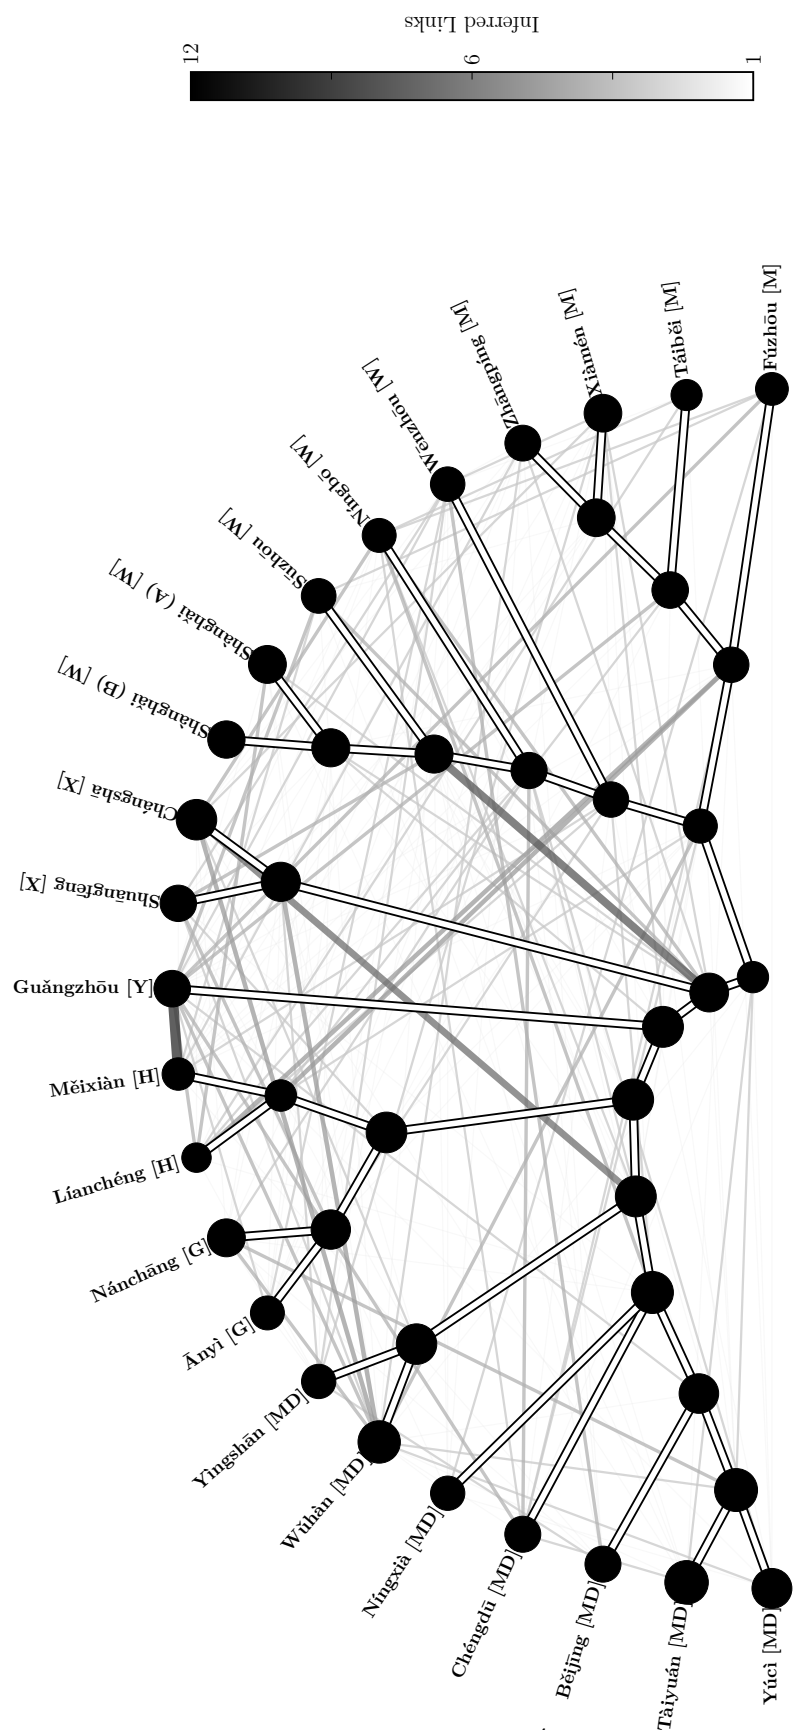 Inferred Links
12
6
1
Fúzhōu [M]
Táiběi [M]
Xiàmén [M]
Zhāngpíng [M]
Wēnzhōu [W]
Níngbō [W]
Sūzhōu [W]
Shànghǎi (A) [W]
Shànghǎi (B) [W]
Chángshā [X]
Shuāngfēng [X]
Guǎngzhōu [Y]
Měixiàn [H]
Líanchéng [H]
Nánchāng [G]
Ānyì [G]
Yìngshān [MD]
Wǔhàn [MD]
Níngxià [MD]
Chéngdū [MD]
Běijīng [MD]
Tàiyuán [MD]
Yúcì [MD]